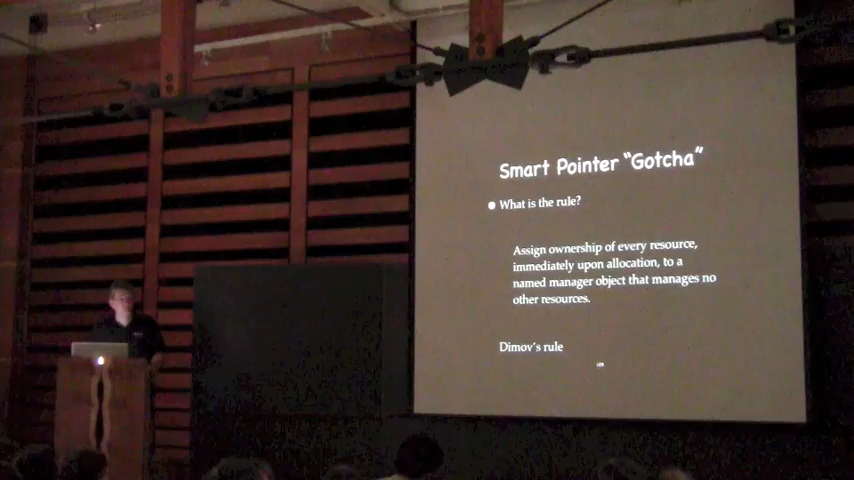 Smart Pointer “Gotcha”
What is the rule?
Assign ownership of every resource,
immediately upon allocation, to a
named manager object that manages no
other resources.
Dimov’s rule